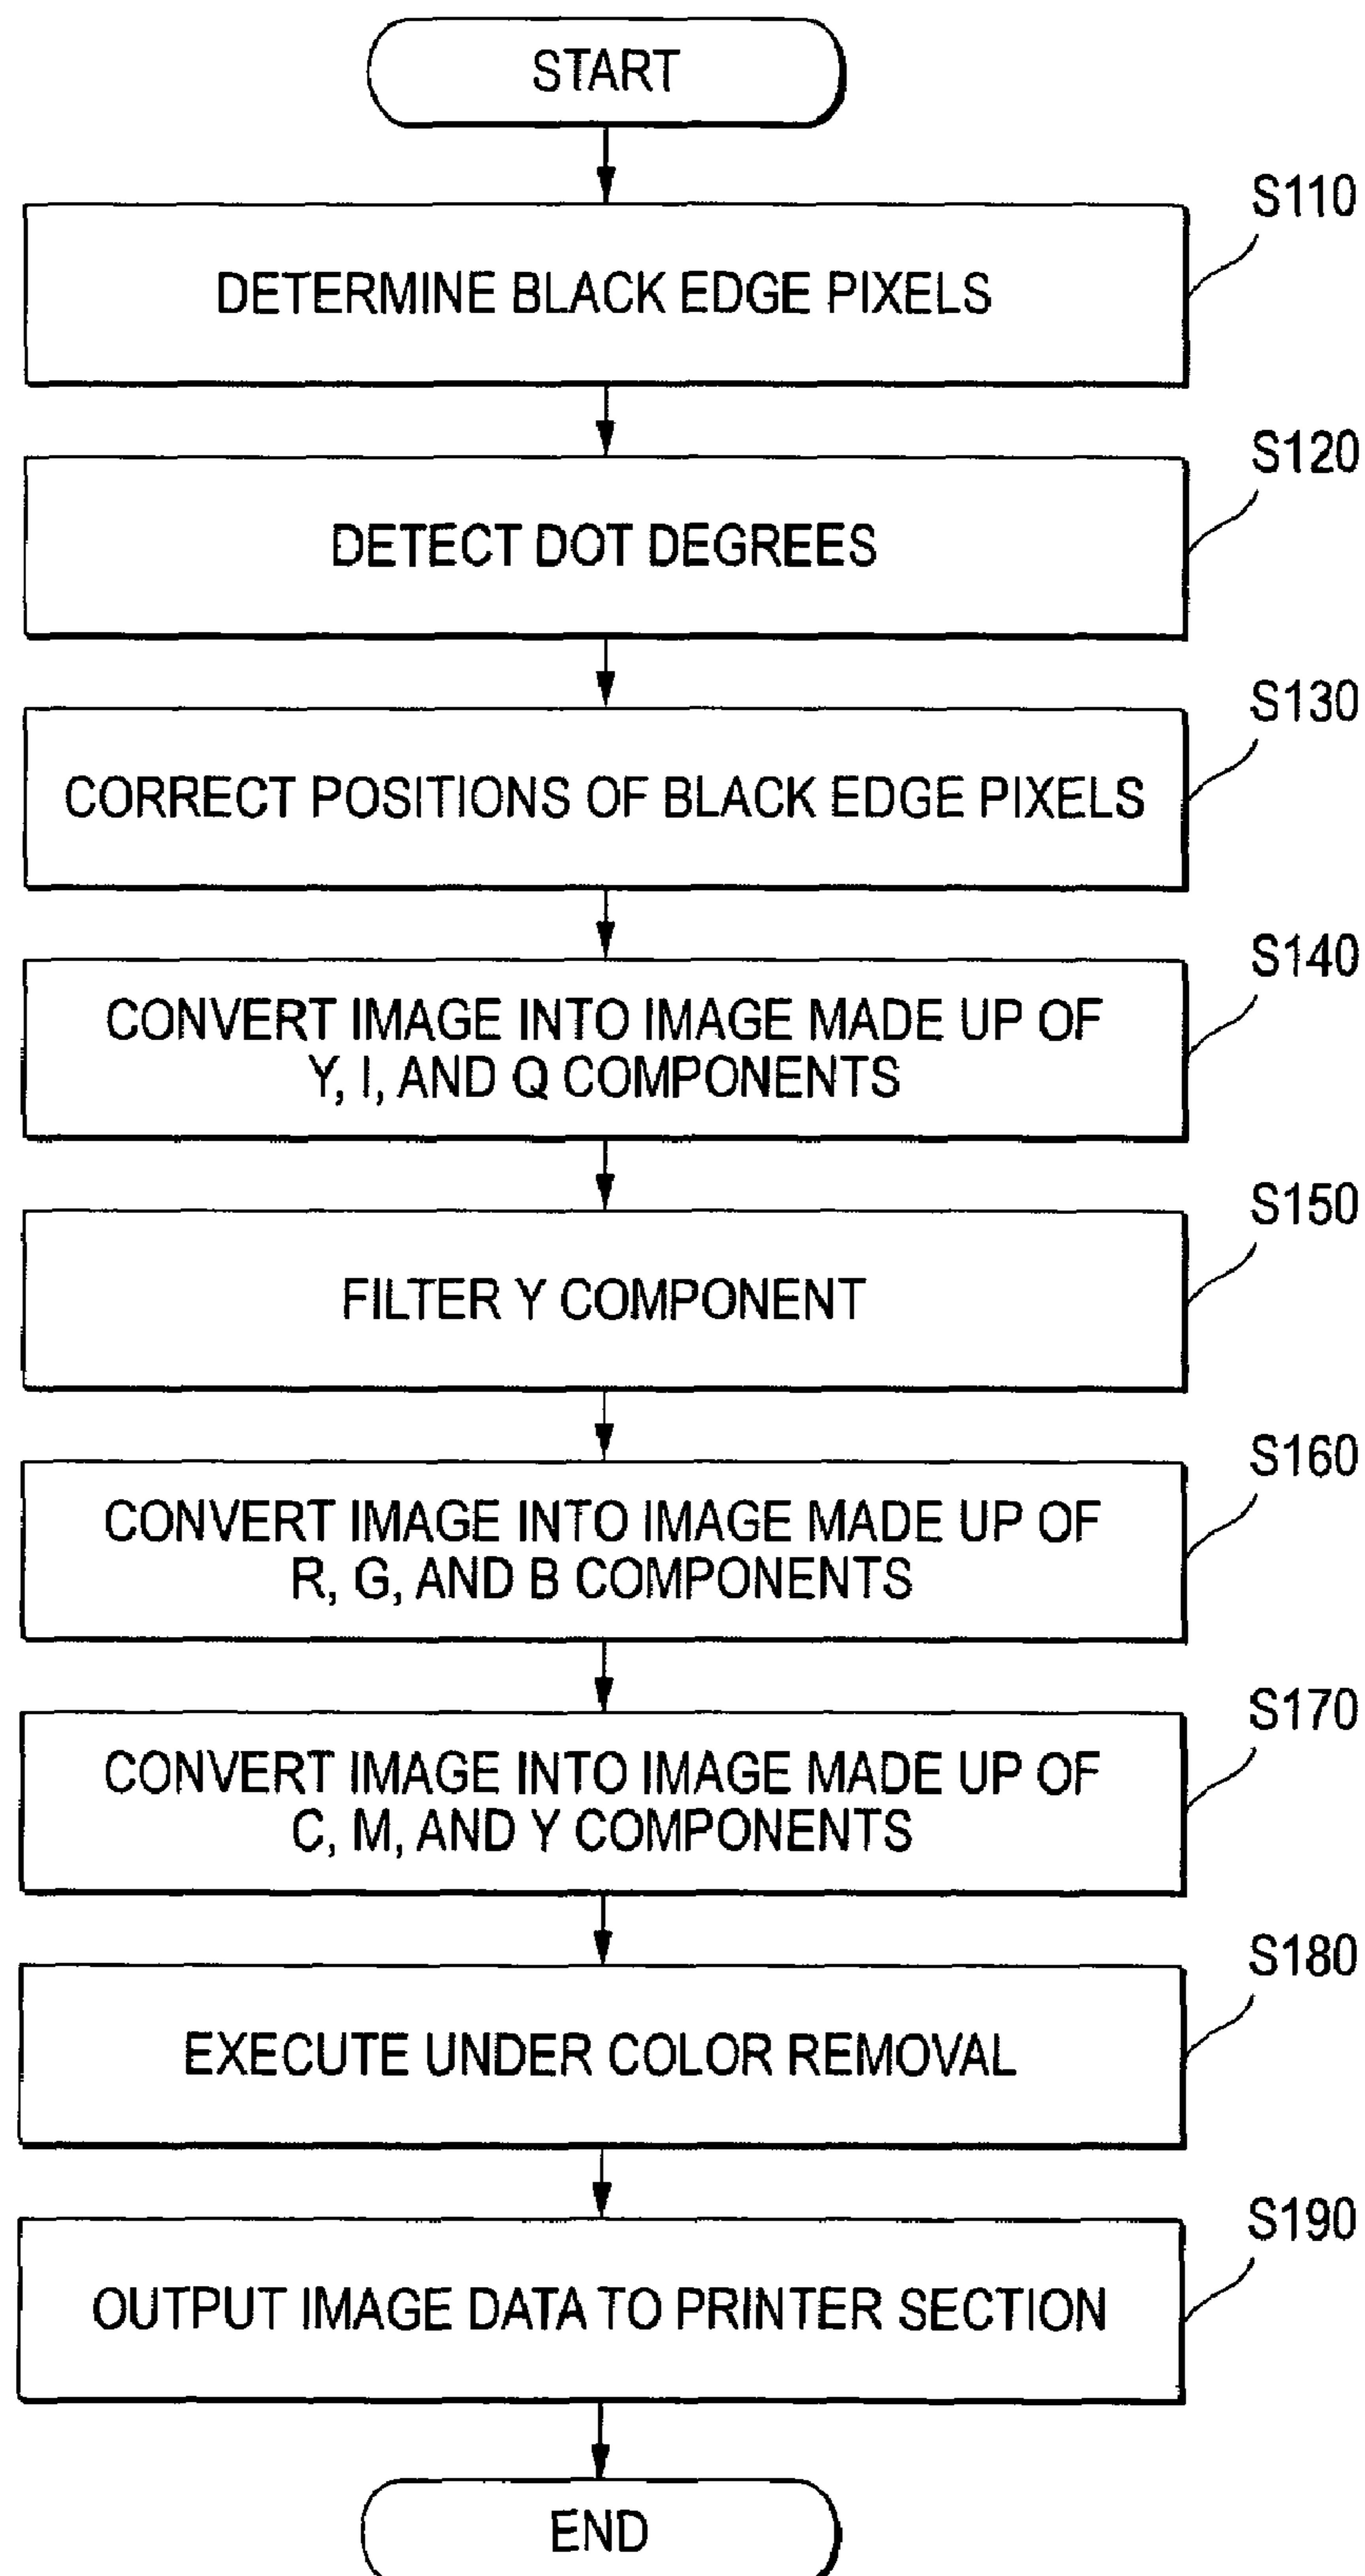 START
S110
DETERMINE BLACK EDGE PIXELS
S120
DETECT DOT DEGREES
S130
CORRECT POSITIONS OF BLACK EDGE PIXELS
S140
CONVERT IMAGE INTO IMAGE MADE UP OF
Y, I, AND Q COMPONENTS
S150
FILTER Y COMPONENT
S160
CONVERT IMAGE INTO IMAGE MADE UP OF
R, G, AND B COMPONENTS
S170
CONVERT IMAGE INTO IMAGE MADE UP OF
C, M, AND Y COMPONENTS
S180
EXECUTE UNDER COLOR REMOVAL
S190
OUTPUT IMAGE DATA TO PRINTER SECTION
END